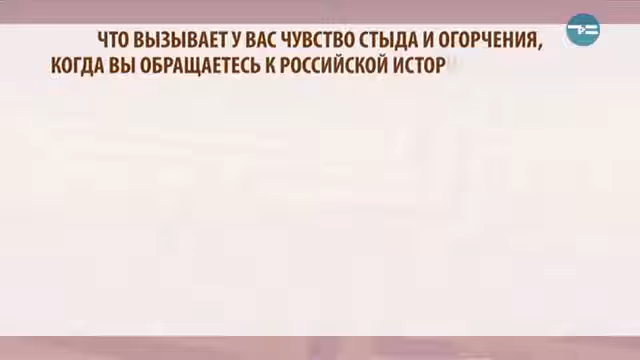 ЧТО ВЫЗЫВАЕТ У ВАС ЧУВСТВО СТЫДА И ОГОРЧЕНИЯ,
КОГДА ВЫ ОБРАЩАЕТЕСЬ К РОССИЙСКОЙ ИСТОР